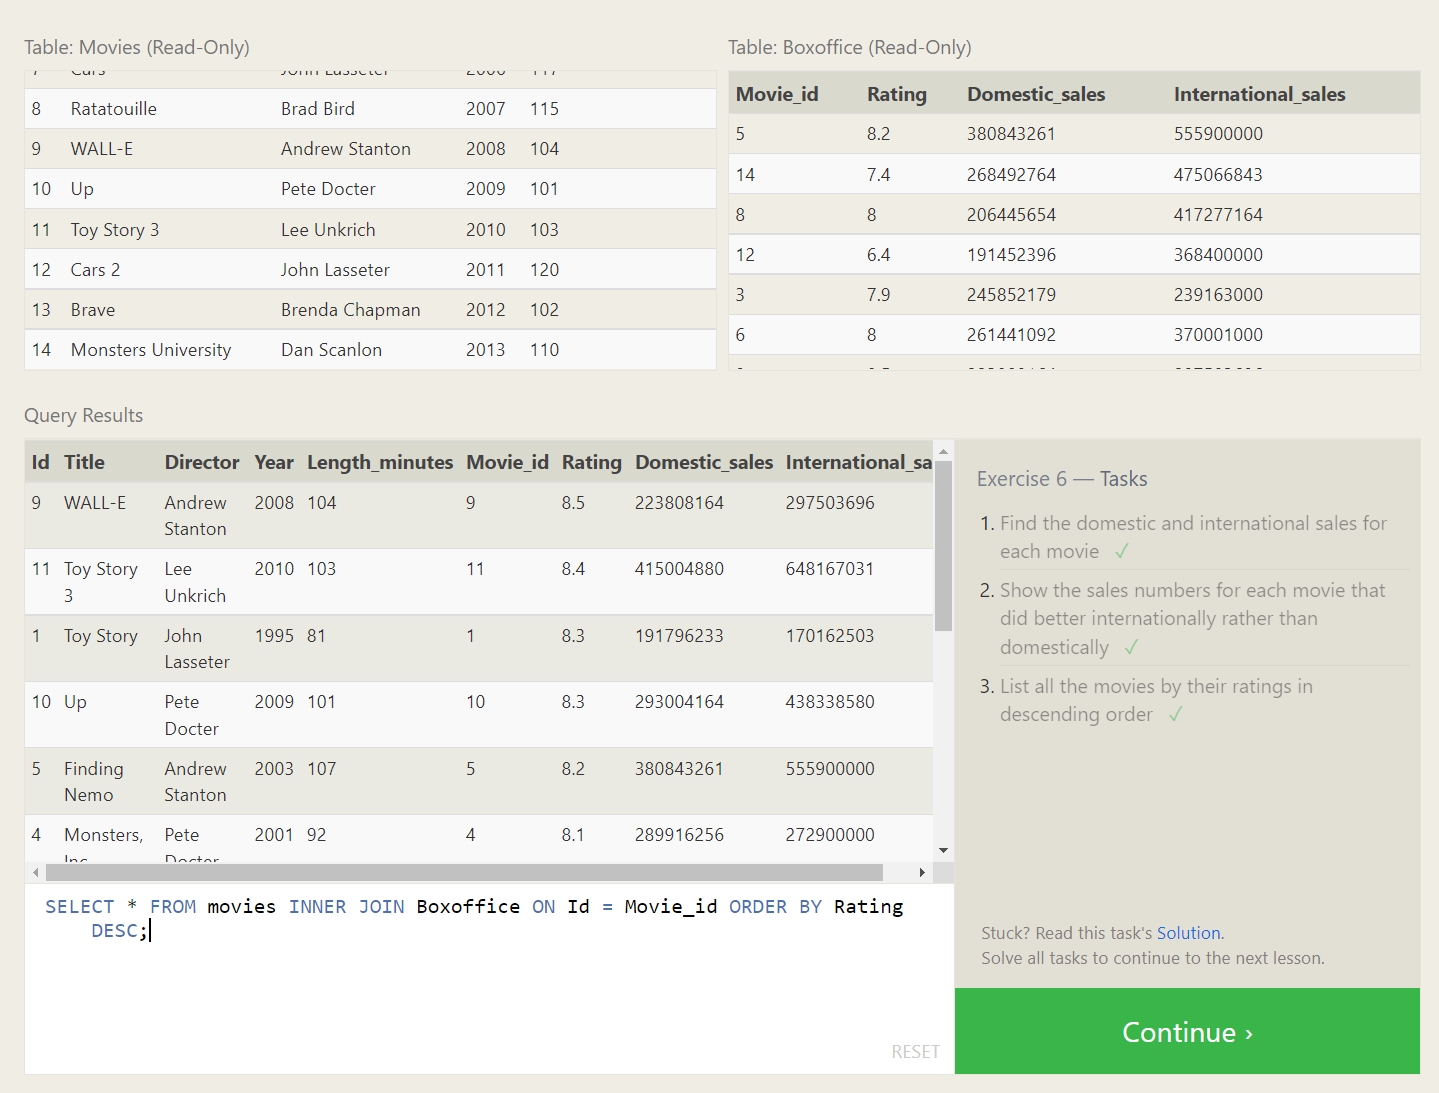 Table: Movies (Read-Only)
8 Ratatouille Brad Bird 2007 115
9 WALL-E Andrew Stanton 2008 104
10 Up Pete Docter 2009 101
11 Toy Story 3 Lee Unkrich 2010 103
12 Cars 2 John Lasseter 2011 120
13 Brave Brenda Chapman 2012 102
14 Monsters University Dan Scanlon 2013 110
Table: Boxoffice (Read-Only)
Movie_id Rating Domestic_sales International_sales
5 8.2 380843261 555900000
14 7.4 268492764 475066843
8 8 206445654 417277164
12 6.4 191452396 368400000
3 7.9 245852179 239163000
6 8 261441092 370001000
Query Results
Id Title Director Year Length_minutes Movie_id Rating Domestic_sales International_sa
9 WALL-E Andrew Stanton 2008 104 9 8.5 223808164 297503696
11 Toy Story 3 Lee Unkrich 2010 103 11 8.4 415004880 648167031
1 Toy Story John Lasseter 1995 81 1 8.3 191796233 170162503
10 Up Pete Docter 2009 101 10 8.3 293004164 438338580
5 Finding Nemo Andrew Stanton 2003 107 5 8.2 380843261 555900000
4 Monsters, Inc Pete Docter 2001 92 4 8.1 289916256 272900000
SELECT * FROM movies INNER JOIN Boxoffice ON Id = Movie_id ORDER BY Rating
DESC;
RESET
Exercise 6 — Tasks
1. Find the domestic and international sales for
each movie ✓
2. Show the sales numbers for each movie that
did better internationally rather than
domestically ✓
3. List all the movies by their ratings in
descending order ✓
Stuck? Read this task's Solution.
Solve all tasks to continue to the next lesson.
Continue ›